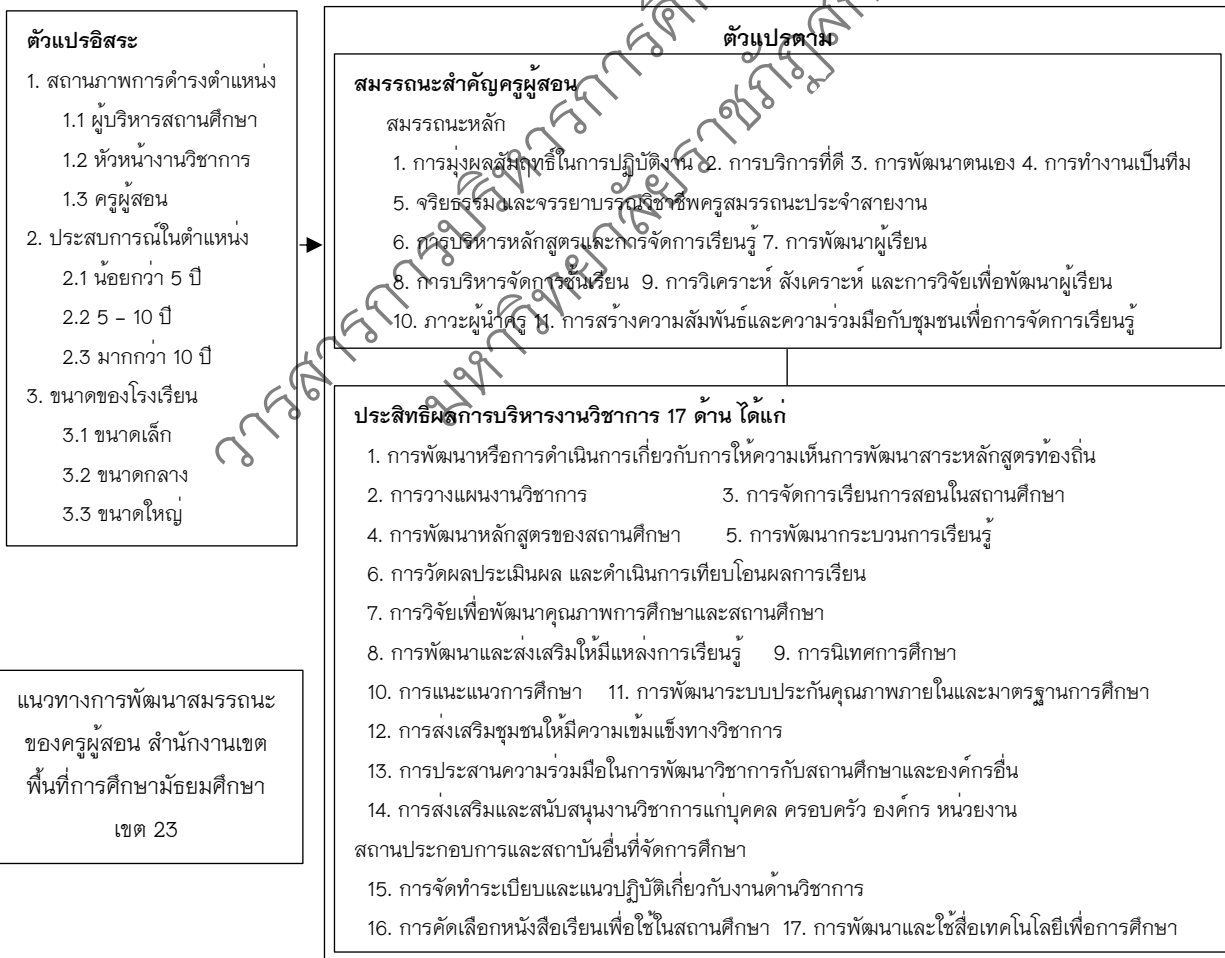 ตัวแปรอิสระ
1. สถานภาพการดำรงตำแหน่ง
1.1 ผู้บริหารสถานศึกษา
1.2 หัวหน้างานวิชาการ
1.3 ครูผู้สอน
2. ประสบการณ์ในตำแหน่ง
2.1 น้อยกว่า 5 ปี
2.2 5 – 10 ปี
2.3 มากกว่า 10 ปี
3. ขนาดของโรงเรียน
3.1 ขนาดเล็ก
3.2 ขนาดกลาง
3.3 ขนาดใหญ่
แนวทางการพัฒนาสมรรถนะ
ของครูผู้สอน สำนักงานเขต
พื้นที่การศึกษามัธยมศึกษา
เขต 23
ตัวแปรตาม
สมรรถนะสำคัญครูผู้สอน
สมรรถนะหลัก
1. การมุ่งผลสัมฤทธิ์ในการปฏิบัติงาน 2. การบริการที่ดี 3. การพัฒนาตนเอง 4. การทำงานเป็นทีม
5. จริยธรรม และจรรยาบรรณวิชาชีพครูสมรรถนะประจำสายงาน
6. การบริหารหลักสูตรและการจัดการเรียนรู้ 7. การพัฒนาผู้เรียน
8. การบริหารจัดการชั้นเรียน 9. การวิเคราะห์ สังเคราะห์ และการวิจัยเพื่อพัฒนาผู้เรียน
10. ภาวะผู้นำครู 11. การสร้างความสัมพันธ์และความร่วมมือกับชุมชนเพื่อการจัดการเรียนรู้
ประสิทธิผลการบริหารงานวิชาการ 17 ด้าน ได้แก่
1. การพัฒนาหรือการดำเนินการเกี่ยวกับการให้ความเห็นการพัฒนาสาระหลักสูตรท้องถิ่น
2. การวางแผนงานวิชาการ 3. การจัดการเรียนการสอนในสถานศึกษา
4. การพัฒนาหลักสูตรของสถานศึกษา 5. การพัฒนากระบวนการเรียนรู้
6. การวัดผลประเมินผล และดำเนินการเทียบโอนผลการเรียน
7. การวิจัยเพื่อพัฒนาคุณภาพการศึกษาและสถานศึกษา
8. การพัฒนาและส่งเสริมให้มีแหล่งการเรียนรู้ 9. การนิเทศการศึกษา
10. การแนะแนวการศึกษา 11. การพัฒนาระบบประกันคุณภาพภายในและมาตรฐานการศึกษา
12. การส่งเสริมชุมชนให้มีความเข้มแข็งทางวิชาการ
13. การประสานความร่วมมือในการพัฒนาวิชาการกับสถานศึกษาและองค์กรอื่น
14. การส่งเสริมและสนับสนุนงานวิชาการแก่บุคคล ครอบครัว องค์กร หน่วยงาน
สถานประกอบการและสถาบันอื่นที่จัดการศึกษา
15. การจัดทำระเบียบและแนวปฏิบัติเกี่ยวกับงานด้านวิชาการ
16. การคัดเลือกหนังสือเรียนเพื่อใช้ในสถานศึกษา 17. การพัฒนาและใช้สื่อเทคโนโลยีเพื่อการศึกษา
วารสารการบริหารการศึ
มหาวิทยาลัยราชภัฏส